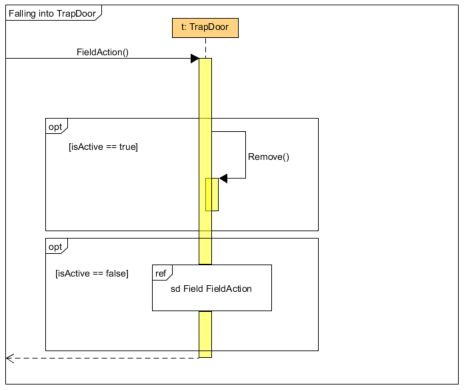 Falling into TrapDoor
t: TrapDoor
FieldAction()
opt
[isActive == true]
Remove()
opt
[isActive == false]
ref
sd Field FieldAction